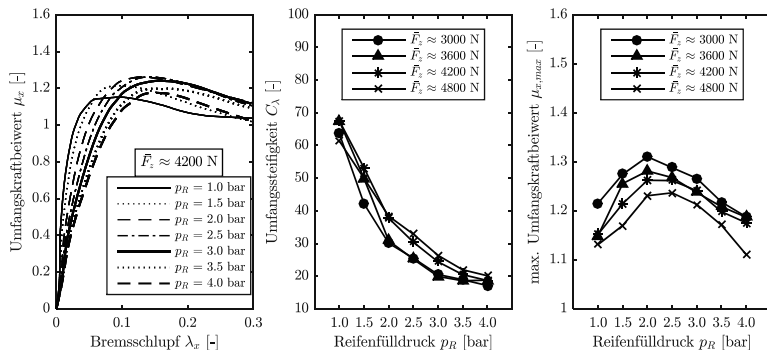 Umfangskraftbeiwert μx [-]
1.6
1.4
1.2
1
0.8
0.6
0.4
0.2
0
F̄z ≈ 4200 N
pR = 1.0 bar
pR = 1.5 bar
pR = 2.0 bar
pR = 2.5 bar
pR = 3.0 bar
pR = 3.5 bar
pR = 4.0 bar
0 0.1 0.2 0.3
Bremsschlupf λx [-]
Umfangssteifigkeit Cλ [-]
100
90
80
70
60
50
40
30
20
10
F̄z ≈ 3000 N
F̄z ≈ 3600 N
F̄z ≈ 4200 N
F̄z ≈ 4800 N
1.0 1.5 2.0 2.5 3.0 3.5 4.0
Reifenfülldruck pR [bar]
max. Umfangskraftbeiwert μx,max [-]
1.6
1.5
1.4
1.3
1.2
1.1
1
F̄z ≈ 3000 N
F̄z ≈ 3600 N
F̄z ≈ 4200 N
F̄z ≈ 4800 N
1.0 1.5 2.0 2.5 3.0 3.5 4.0
Reifenfülldruck pR [bar]